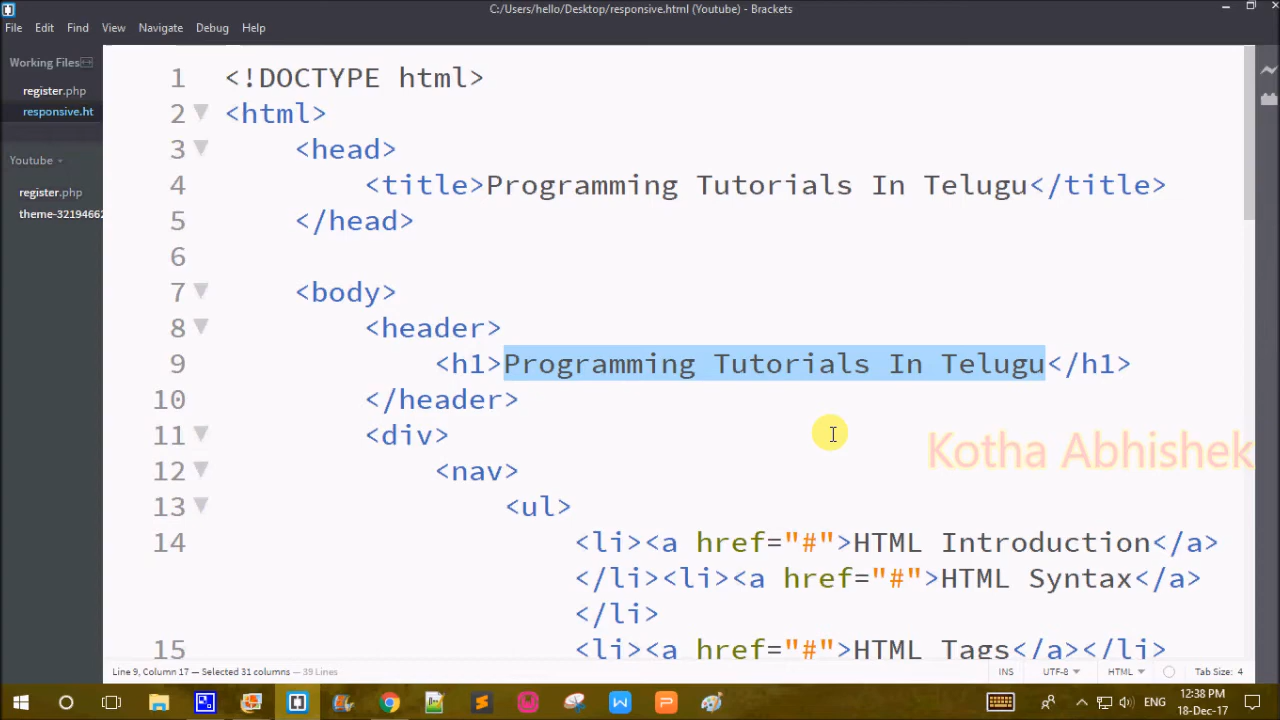 C:/Users/hello/Desktop/responsive.html (Youtube) - Brackets
File Edit Find View Navigate Debug Help
Working Files
register.php
responsive.ht
Youtube
register.php
theme-32194662
1 <!DOCTYPE html>
2 <html>
3 <head>
4 <title>Programming Tutorials In Telugu</title>
5 </head>
6
7 <body>
8 <header>
9 <h1>Programming Tutorials In Telugu</h1>
10 </header>
11 <div>
Kotha Abhishek
12 <nav>
13 <ul>
14 <li><a href="#">HTML Introduction</a>
</li><li><a href="#">HTML Syntax</a>
</li>
15 <li><a href="#">HTML Tags</a></li>
Line 9, Column 17 — Selected 31 columns — 39 Lines INS UTF-8 HTML Tab Size: 4
ENG 12:38 PM
18-Dec-17